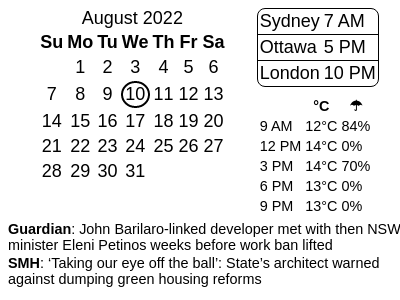 August 2022
Su Mo Tu We Th Fr Sa
1 2 3 4 5 6
7 8 9 10 11 12 13
14 15 16 17 18 19 20
21 22 23 24 25 26 27
28 29 30 31
Sydney 7 AM
Ottawa 5 PM
London 10 PM
°C ☂
9 AM 12°C 84%
12 PM 14°C 0%
3 PM 14°C 70%
6 PM 13°C 0%
9 PM 13°C 0%
Guardian: John Barilaro-linked developer met with then NSW
minister Eleni Petinos weeks before work ban lifted
SMH: ‘Taking our eye off the ball’: State’s architect warned
against dumping green housing reforms